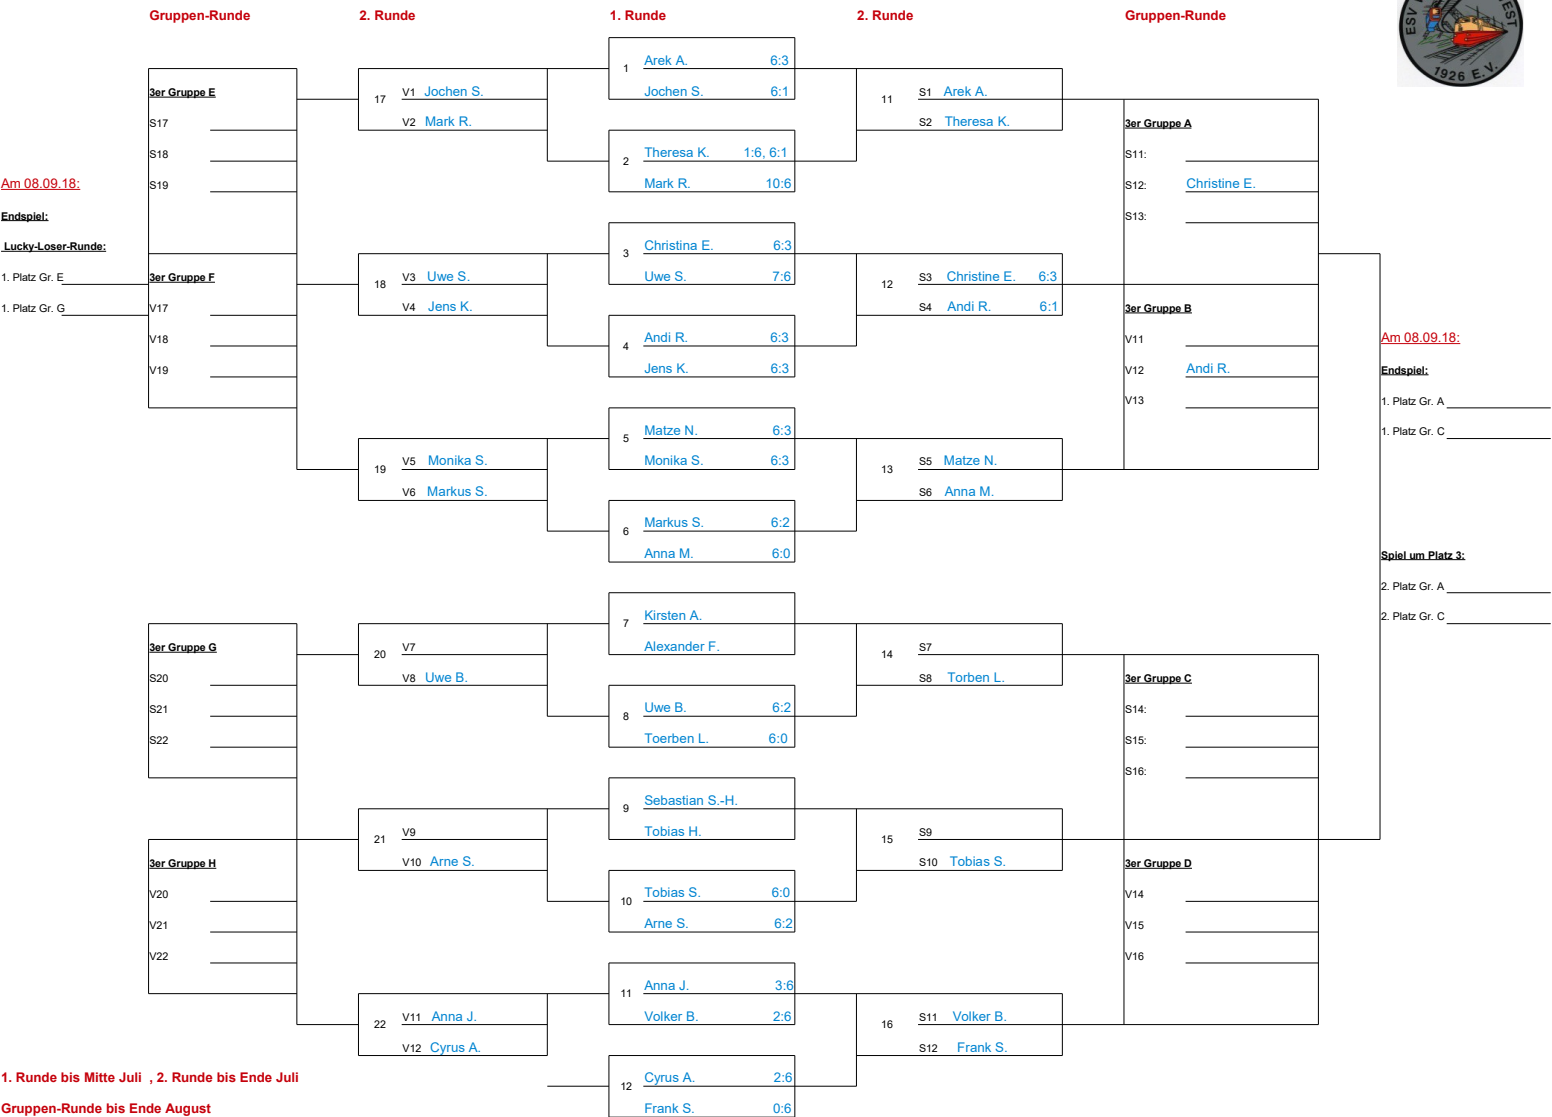 Gruppen-Runde 2. Runde 1. Runde 2. Runde Gruppen-Runde
1926 E.V.
Am 08.09.18:
Endspiel:
Lucky-Loser-Runde:
1. Platz Gr. E
1. Platz Gr. G
3er Gruppe E
S17
S18
S19
3er Gruppe F
V17
V18
V19
3er Gruppe G
S20
S21
S22
3er Gruppe H
V20
V21
V22
17 V1 Jochen S.
V2 Mark R.
18 V3 Uwe S.
V4 Jens K.
19 V5 Monika S.
V6 Markus S.
20 V7
V8 Uwe B.
21 V9
V10 Arne S.
22 V11 Anna J.
V12 Cyrus A.
1 Arek A. 6:3
Jochen S. 6:1
2 Theresa K. 1:6, 6:1
Mark R. 10:6
3 Christina E. 6:3
Uwe S. 7:6
4 Andi R. 6:3
Jens K. 6:3
5 Matze N. 6:3
Monika S. 6:3
6 Markus S. 6:2
Anna M. 6:0
7 Kirsten A.
Alexander F.
8 Uwe B. 6:2
Toerben L. 6:0
9 Sebastian S.-H.
Tobias H.
10 Tobias S. 6:0
Arne S. 6:2
11 Anna J. 3:6
Volker B. 2:6
12 Cyrus A. 2:6
Frank S. 0:6
11 S1 Arek A.
S2 Theresa K.
12 S3 Christine E. 6:3
S4 Andi R. 6:1
13 S5 Matze N.
S6 Anna M.
14 S7
S8 Torben L.
15 S9
S10 Tobias S.
16 S11 Volker B.
S12 Frank S.
3er Gruppe A
S11:
S12: Christine E.
S13:
3er Gruppe B
V11
V12 Andi R.
V13
3er Gruppe C
S14:
S15:
S16:
3er Gruppe D
V14
V15
V16
Am 08.09.18:
Endspiel:
1. Platz Gr. A
1. Platz Gr. C
Spiel um Platz 3:
2. Platz Gr. A
2. Platz Gr. C
1. Runde bis Mitte Juli , 2. Runde bis Ende Juli
Gruppen-Runde bis Ende August